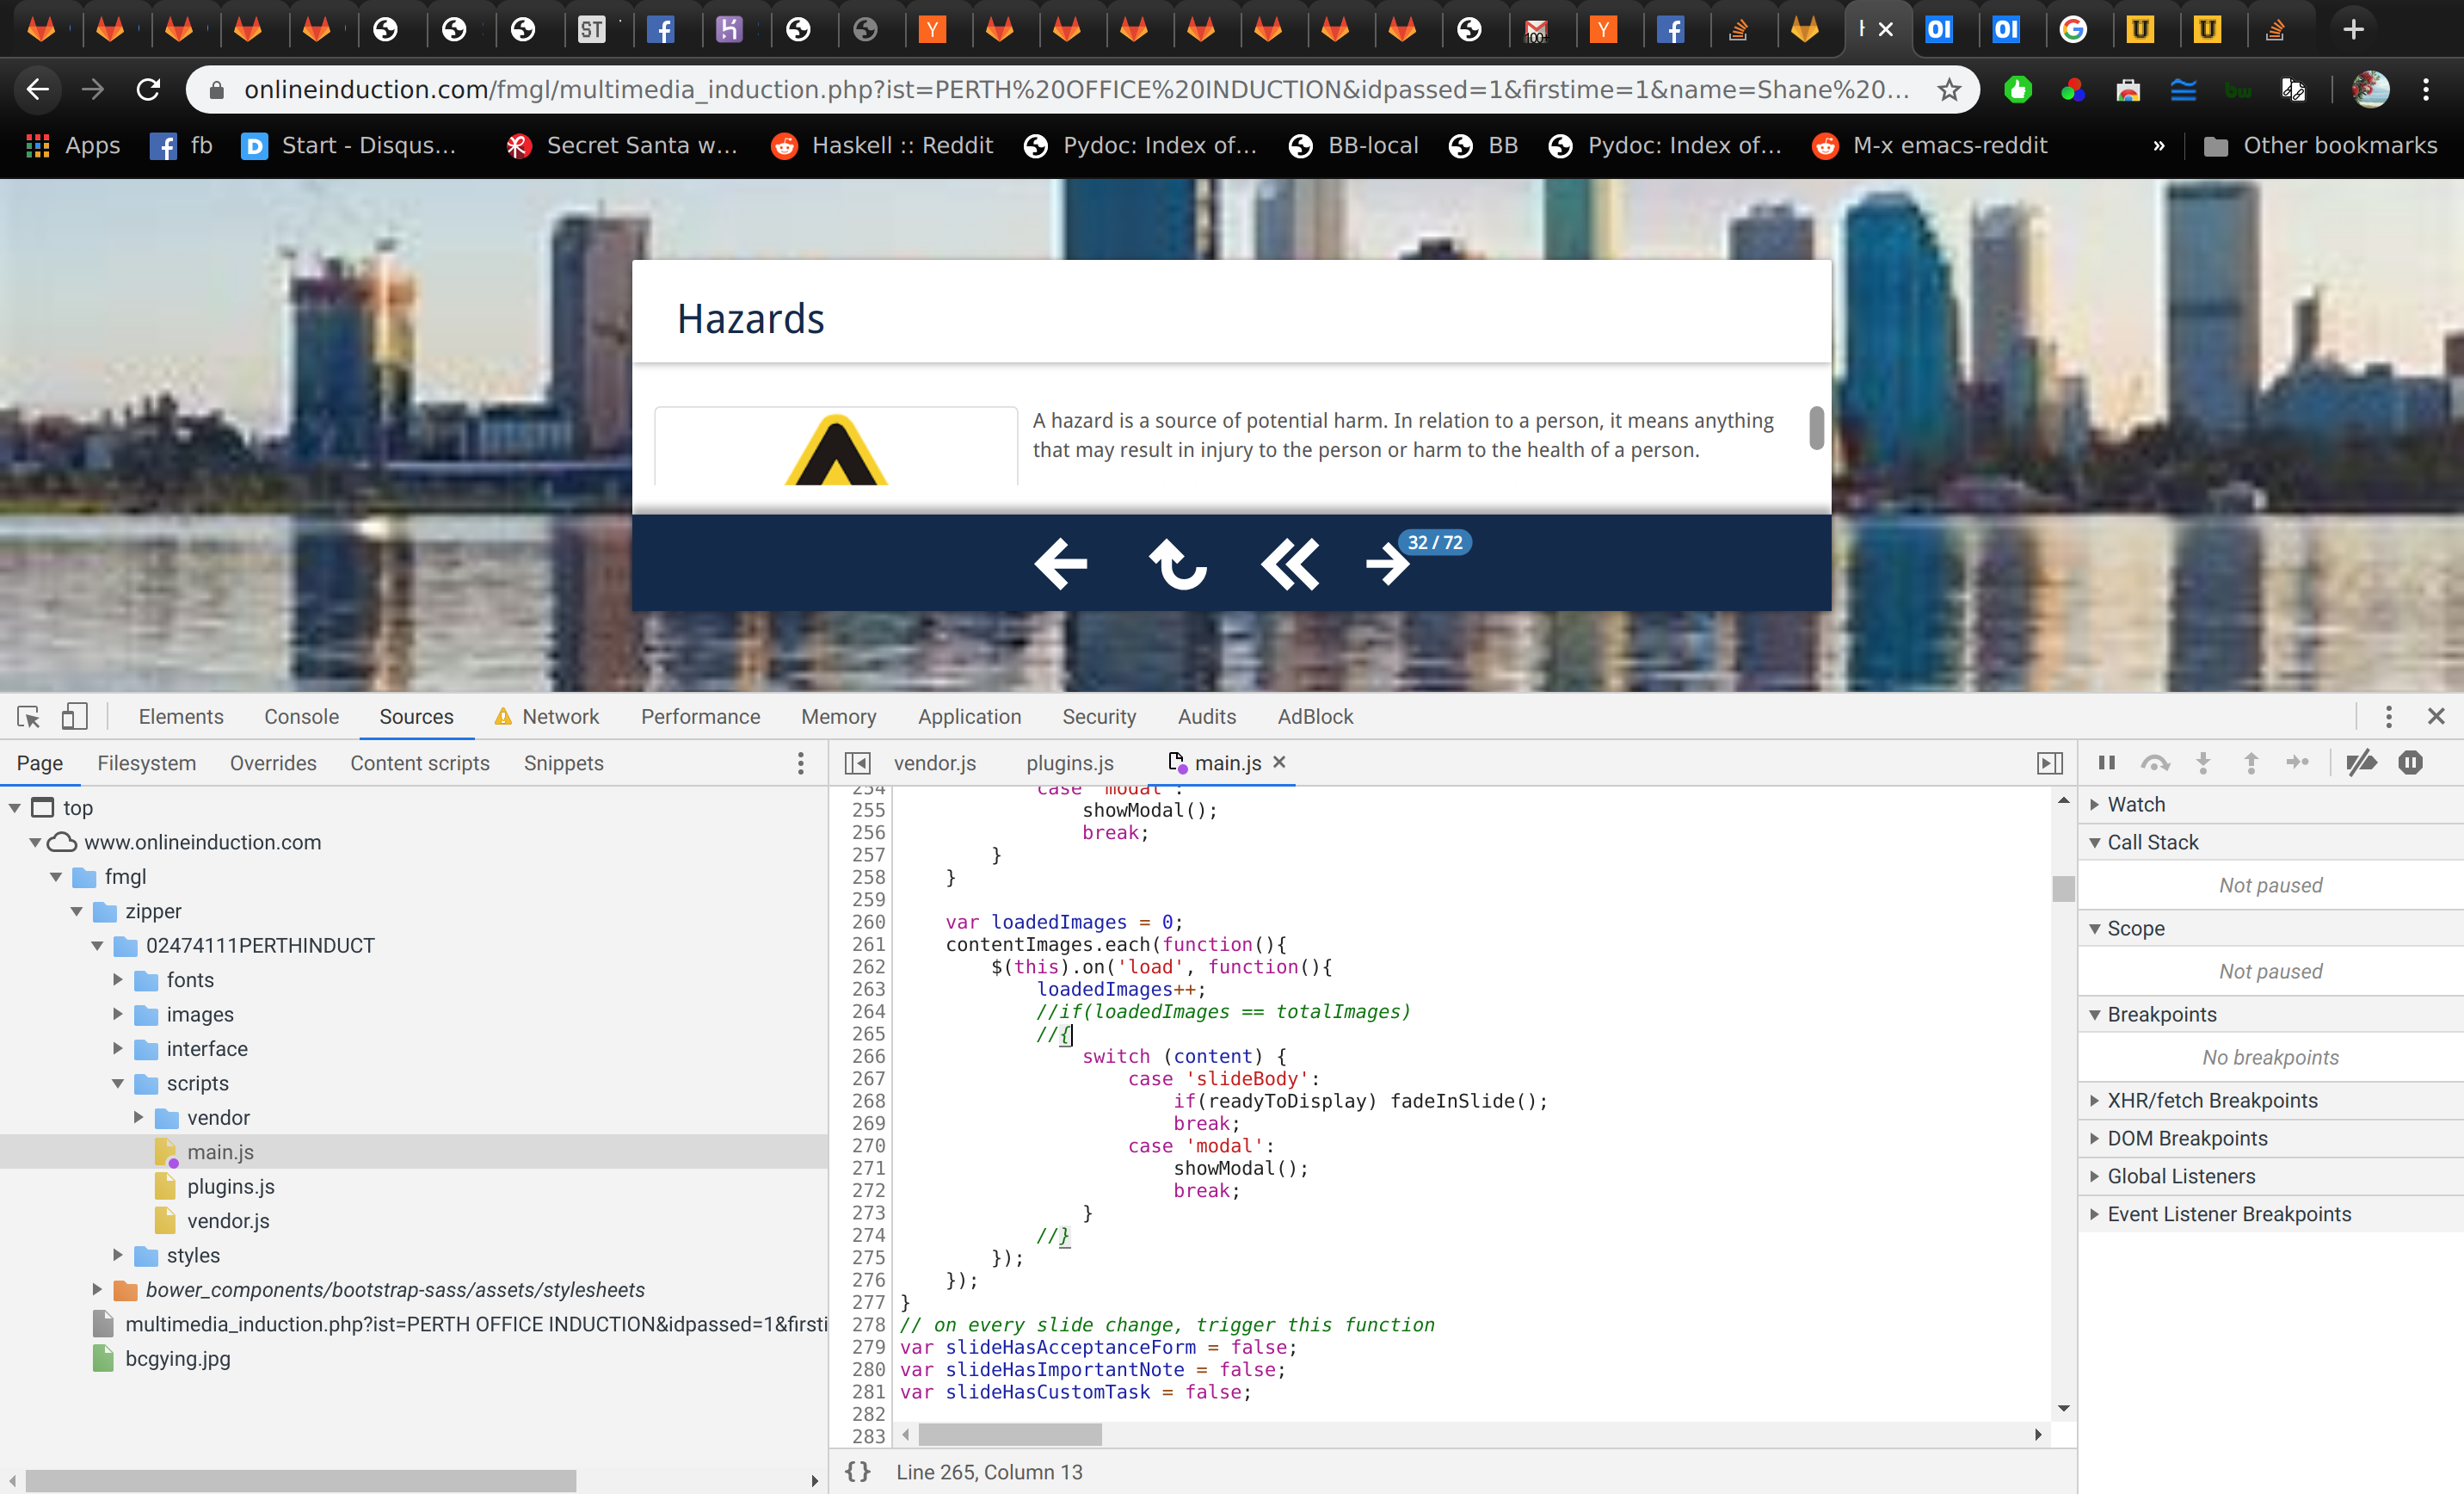 ST
100+
OI
OI
onlineinduction.com/fmgl/multimedia_induction.php?ist=PERTH%20OFFICE%20INDUCTION&idpassed=1&firstime=1&name=Shane%20...
bw
Apps
fb
Start - Disqus...
Secret Santa w...
Haskell :: Reddit
Pydoc: Index of...
BB-local
BB
Pydoc: Index of...
M-x emacs-reddit
»
Other bookmarks
Hazards
A hazard is a source of potential harm. In relation to a person, it means anything
that may result in injury to the person or harm to the health of a person.
32 / 72
Elements Console Sources Network Performance Memory Application Security Audits AdBlock
Page Filesystem Overrides Content scripts Snippets
top
www.onlineinduction.com
fmgl
zipper
02474111PERTHINDUCT
fonts
images
interface
scripts
vendor
main.js
plugins.js
vendor.js
styles
bower_components/bootstrap-sass/assets/stylesheets
multimedia_induction.php?ist=PERTH OFFICE INDUCTION&idpassed=1&firsti
bcgying.jpg
vendor.js plugins.js main.js
254 case 'modal':
255 showModal();
256 break;
257 }
258 }
259
260 var loadedImages = 0;
261 contentImages.each(function(){
262 $(this).on('load', function(){
263 loadedImages++;
264 //if(loadedImages == totalImages)
265 //{
266 switch (content) {
267 case 'slideBody':
268 if(readyToDisplay) fadeInSlide();
269 break;
270 case 'modal':
271 showModal();
272 break;
273 }
274 //}
275 });
276 });
277 }
278 // on every slide change, trigger this function
279 var slideHasAcceptanceForm = false;
280 var slideHasImportantNote = false;
281 var slideHasCustomTask = false;
282
283
{} Line 265, Column 13
Watch
Call Stack
Not paused
Scope
Not paused
Breakpoints
No breakpoints
XHR/fetch Breakpoints
DOM Breakpoints
Global Listeners
Event Listener Breakpoints